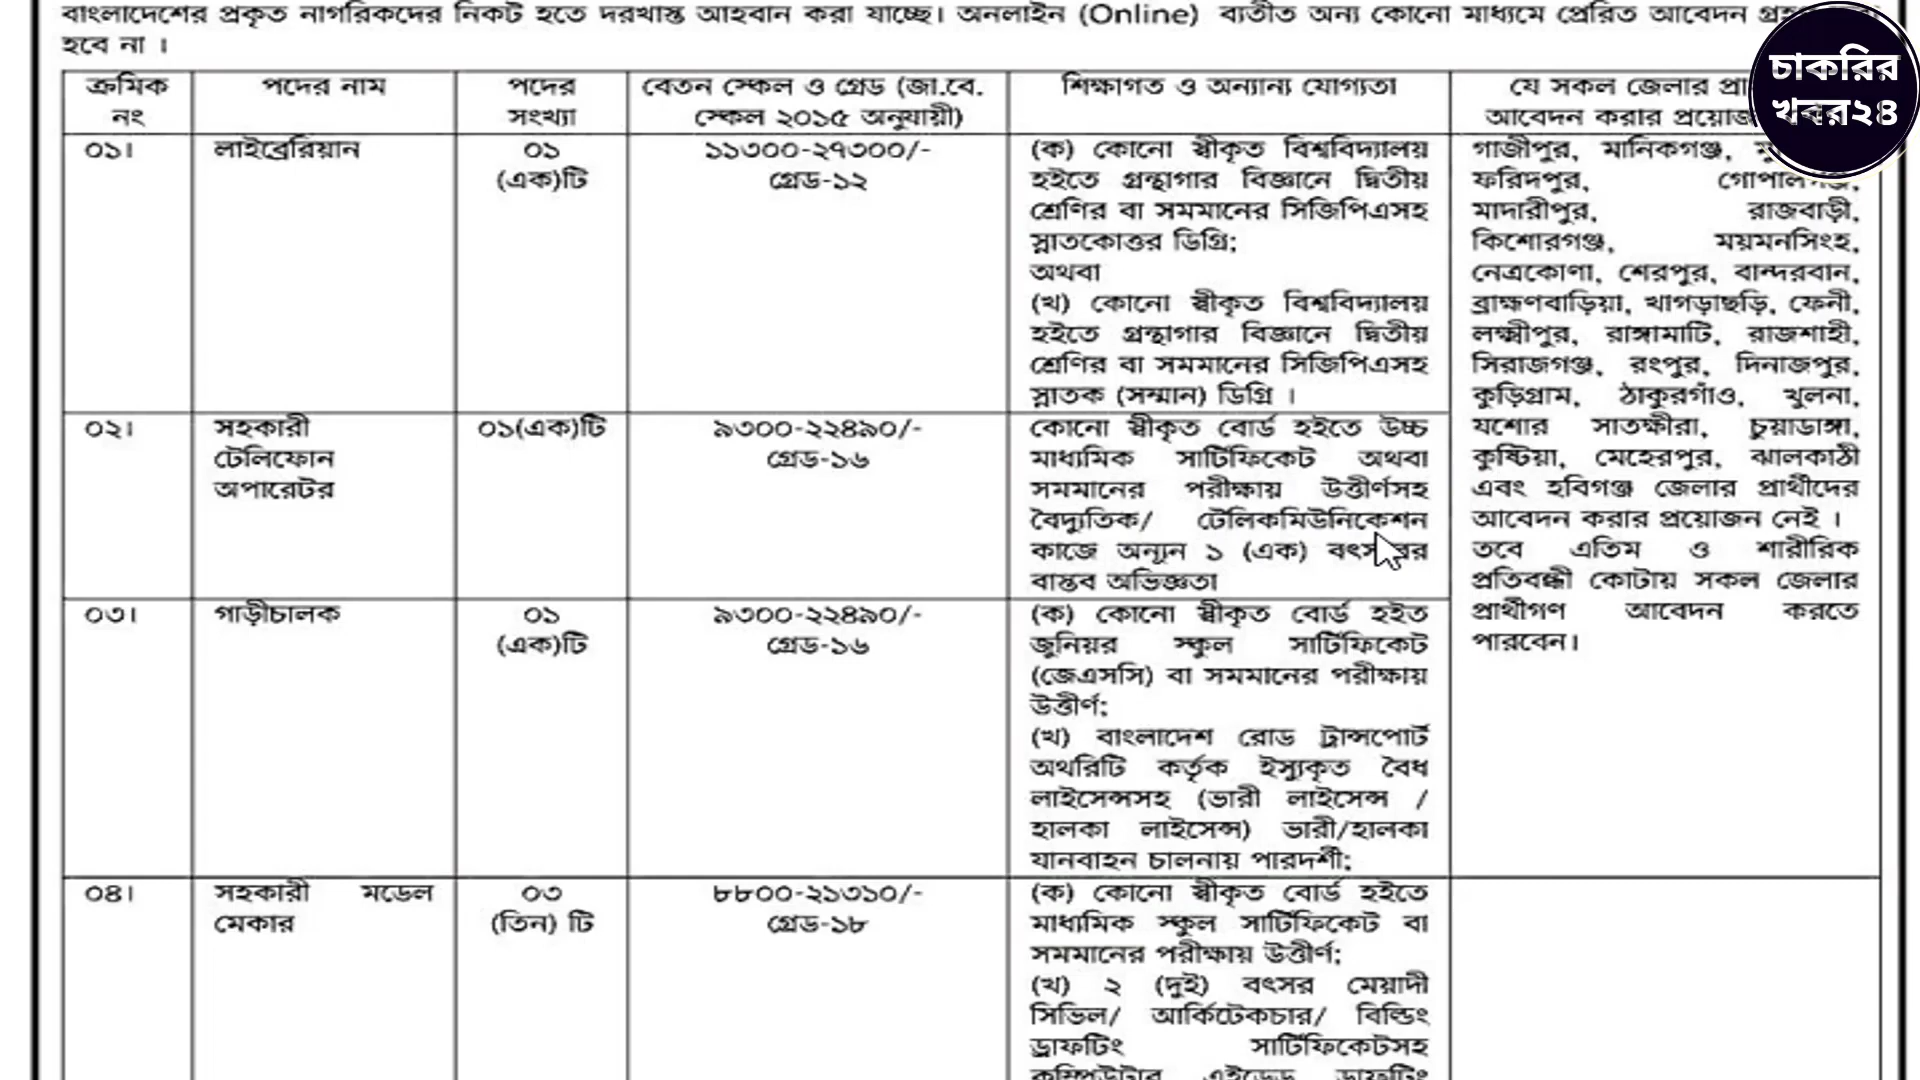 বাংলাদেশের প্রকৃত নাগরিকদের নিকট হতে দরখাস্ত আহবান করা যাচ্ছে। অনলাইন (Online) ব্যতীত অন্য কোনো মাধ্যমে প্রেরিত আবেদন
হবে না ।
চাকরির
খবর২৪
ক্রমিক
নং
পদের নাম
পদের
সংখ্যা
বেতন স্কেল ও গ্রেড (জা.বে.
স্কেল ২০১৫ অনুযায়ী)
শিক্ষাগত ও অন্যান্য যোগ্যতা
যে সকল জেলার
আবেদন করার
০১।
লাইব্রেরিয়ান
০১
(এক)টি
১১৩০০-২৭৩০০/-
গ্রেড-১২
(ক) কোনো স্বীকৃত বিশ্ববিদ্যালয়
হইতে গ্রন্থাগার বিজ্ঞানে দ্বিতীয়
শ্রেণির বা সমমানের সিজিপিএসহ
স্নাতকোত্তর ডিগ্রি;
অথবা
(খ) কোনো স্বীকৃত বিশ্ববিদ্যালয়
হইতে গ্রন্থাগার বিজ্ঞানে দ্বিতীয়
শ্রেণির বা সমমানের সিজিপিএসহ
স্নাতক (সম্মান) ডিগ্রি ।
গাজীপুর, মানিকগঞ্জ,
ফরিদপুর, গোপালগঞ্জ,
মাদারীপুর, রাজবাড়ী,
কিশোরগঞ্জ, ময়মনসিংহ,
নেত্রকোণা, শেরপুর, বান্দরবান,
ব্রাহ্মণবাড়িয়া, খাগড়াছড়ি, ফেনী,
লক্ষ্মীপুর, রাঙ্গামাটি, রাজশাহী,
সিরাজগঞ্জ, রংপুর, দিনাজপুর,
কুড়িগ্রাম, ঠাকুরগাঁও, খুলনা,
যশোর সাতক্ষীরা, চুয়াডাঙ্গা,
কুষ্টিয়া, মেহেরপুর, ঝালকাঠী
এবং হবিগঞ্জ জেলার প্রার্থীদের
আবেদন করার প্রয়োজন নেই ।
তবে এতিম ও শারীরিক
প্রতিবন্ধী কোটায় সকল জেলার
প্রার্থীগণ আবেদন করতে
পারবেন।
০২।
সহকারী
টেলিফোন
অপারেটর
০১(এক)টি
৯৩০০-২২৪৯০/-
গ্রেড-১৬
কোনো স্বীকৃত বোর্ড হইতে উচ্চ
মাধ্যমিক সার্টিফিকেট অথবা
সমমানের পরীক্ষায় উত্তীর্ণসহ
বৈদ্যুতিক/ টেলিকমিউনিকেশন
কাজে অন্যূন ১ (এক) বৎসরের
বাস্তব অভিজ্ঞতা
০৩।
গাড়ীচালক
০১
(এক)টি
৯৩০০-২২৪৯০/-
গ্রেড-১৬
(ক) কোনো স্বীকৃত বোর্ড হইত
জুনিয়র স্কুল সার্টিফিকেট
(জেএসসি) বা সমমানের পরীক্ষায়
উত্তীর্ণ;
(খ) বাংলাদেশ রোড ট্রান্সপোর্ট
অথরিটি কর্তৃক ইস্যুকৃত বৈধ
লাইসেন্সসহ (ভারী লাইসেন্স /
হালকা লাইসেন্স) ভারী/হালকা
যানবাহন চালনায় পারদর্শী;
০৪।
সহকারী মডেল
মেকার
০৩
(তিন) টি
৮৮০০-২১৩১০/-
গ্রেড-১৮
(ক) কোনো স্বীকৃত বোর্ড হইতে
মাধ্যমিক স্কুল সার্টিফিকেট বা
সমমানের পরীক্ষায় উত্তীর্ণ;
(খ) ২ (দুই) বৎসর মেয়াদী
সিভিল/ আর্কিটেকচার/ বিল্ডিং
ড্রাফটিং সার্টিফিকেটসহ
কম্পিউটার এইডেড ড্রাফটিং